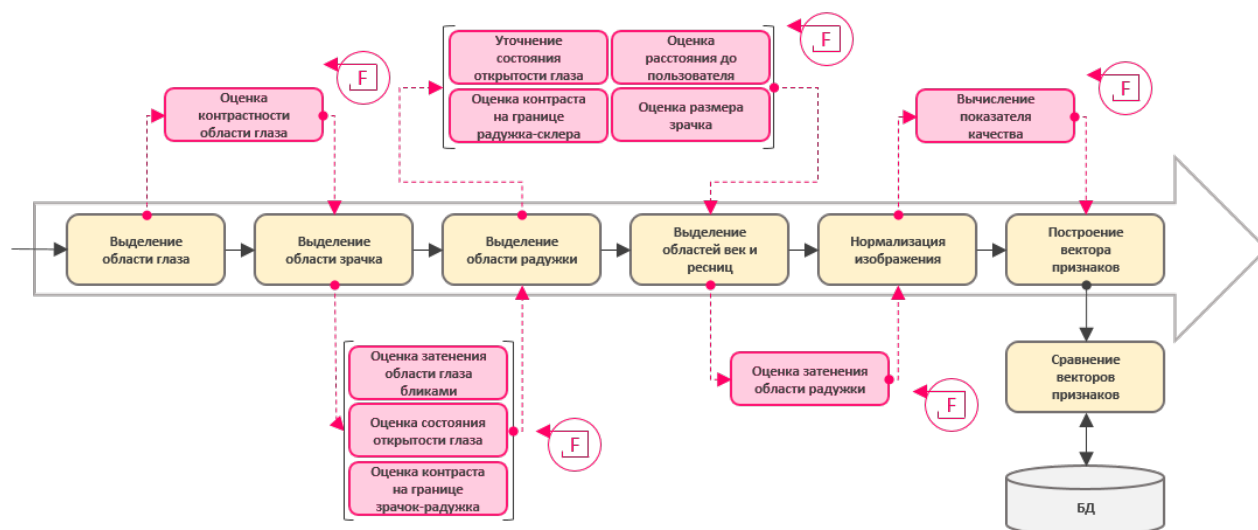 Оценка
контрастности
области глаза
F
Уточнение
состояния
открытости глаза
Оценка
расстояния до
пользователя
Оценка контраста
на границе
радужка-склера
Оценка размера
зрачка
F
Вычисление
показателя
качества
F
Выделение
области глаза
Выделение
области зрачка
Выделение
области радужки
Выделение
областей век и
ресниц
Нормализация
изображения
Построение
вектора
признаков
Оценка затенения
области глаза
бликами
Оценка состояния
открытости глаза
Оценка контраста
на границе
зрачок-радужка
F
Оценка затенения
области радужки
F
Сравнение
векторов
признаков
БД